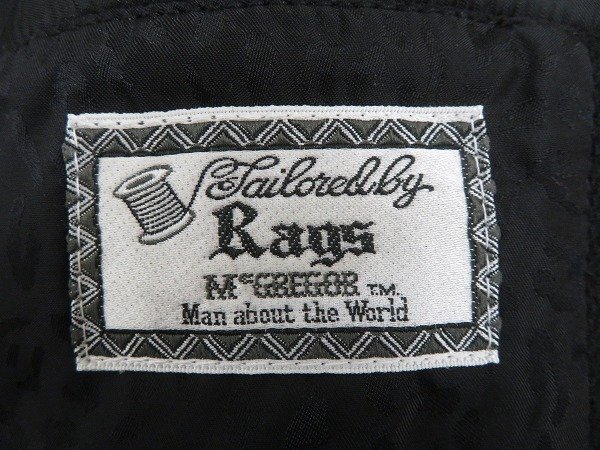 Tailored by
Rags
McGREGOR T.M.
Man about the World